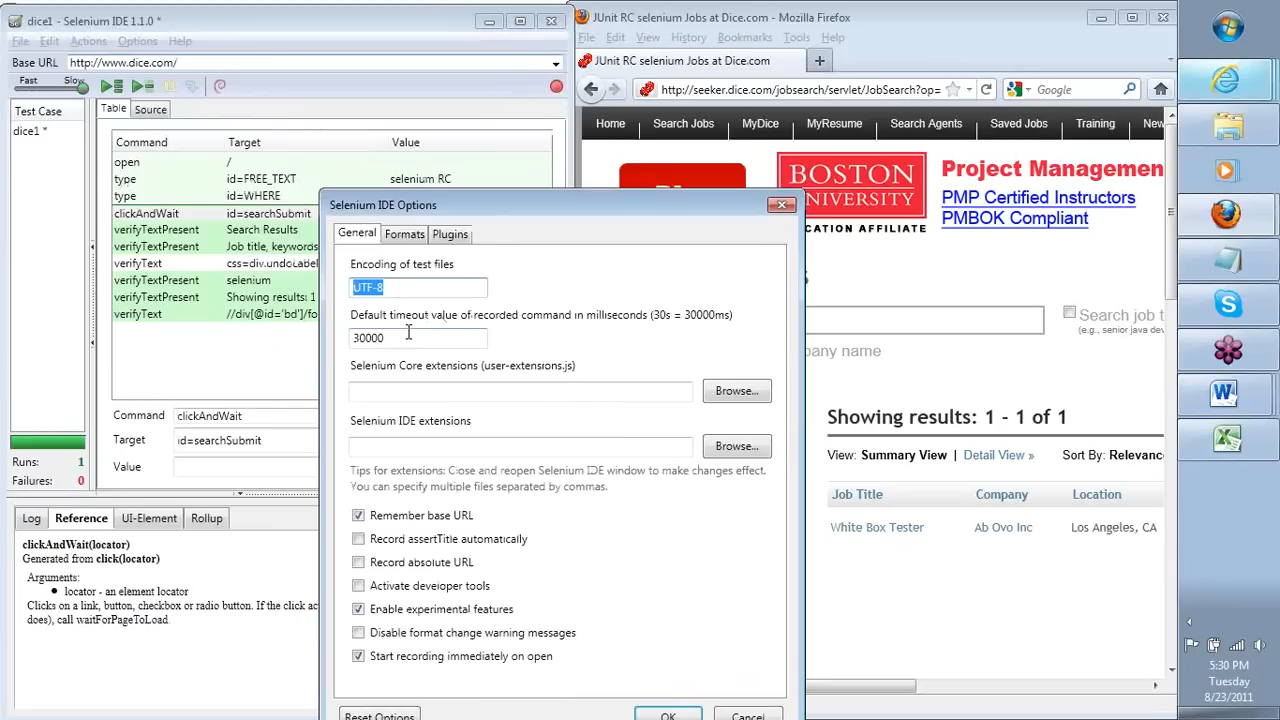 dice1 - Selenium IDE 1.1.0 *
File Edit Actions Options Help
Base URL http://www.dice.com/
Fast Slow
Test Case
dice1 *
Table Source
Command Target Value
open /
type id=FREE_TEXT selenium RC
type id=WHERE
clickAndWait id=searchSubmit
verifyTextPresent Search Results
verifyTextPresent Job title, keywords
verifyText css=div.undoLabel
verifyTextPresent selenium
verifyTextPresent Showing results: 1
verifyText //div[@id='bd']/fo
Command clickAndWait
Target id=searchSubmit
Value
Runs: 1
Failures: 0
Log Reference UI-Element Rollup
clickAndWait(locator)
Generated from click(locator)
Arguments:
locator - an element locator
Clicks on a link, button, checkbox or radio button. If the click
does), call waitForPageToLoad.
Selenium IDE Options
General Formats Plugins
Encoding of test files
UTF-8
Default timeout value of recorded command in milliseconds (30s = 30000ms)
30000
Selenium Core extensions (user-extensions.js)
Browse...
Selenium IDE extensions
Browse...
Tips for extensions: Close and reopen Selenium IDE window to make changes effect.
You can specify multiple files separated by commas.
Remember base URL
Record assertTitle automatically
Record absolute URL
Activate developer tools
Enable experimental features
Disable format change warning messages
Start recording immediately on open
Reset Options OK Cancel
JUnit RC selenium Jobs at Dice.com - Mozilla Firefox
File Edit View History Bookmarks Tools Help
JUnit RC selenium Jobs at Dice.com
http://seeker.dice.com/jobsearch/servlet/JobSearch?op=
Google
Home Search Jobs MyDice MyResume Search Agents Saved Jobs Training New
BOSTON
UNIVERSITY
Project Managemen
PMP Certified Instructors
PMBOK Compliant
Search job t
(e.g., senior java de
pany name
Showing results: 1 - 1 of 1
View: Summary View Detail View » Sort By: Relevanc
Job Title Company Location
White Box Tester Ab Ovo Inc Los Angeles, CA
5:30 PM
Tuesday
8/23/2011